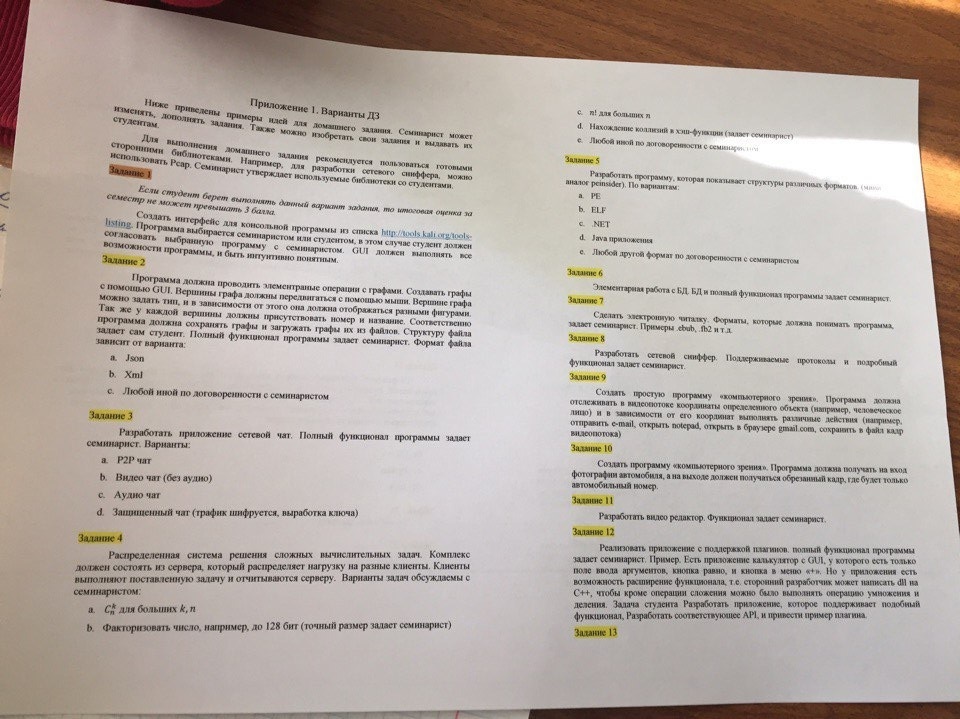 Приложение 1. Варианты ДЗ
Ниже приведены примеры идей для домашнего задания. Семинарист может
изменять, дополнять задания. Также можно изобретать свои задания и выдавать их
студентам.
Для выполнения домашнего задания рекомендуется пользоваться готовыми
сторонними библиотеками. Например, для разработки сетевого сниффера, можно
использовать Pcap. Семинарист утверждает используемые библиотеки со студентами.
Задание 1
Если студент берет выполнять данный вариант задания, то итоговая оценка за
семестр не может превышать 3 балла.
Создать интерфейс для консольной программы из списка http://tools.kali.org/tools-
listing. Программа выбирается семинаристом или студентом, в этом случае студент должен
согласовать выбранную программу с семинаристом. GUI должен выполнять все
возможности программы, и быть интуитивно понятным.
Задание 2
Программа должна проводить элементраные операции с графами. Создавать графы
с помощью GUI. Вершины графа должны передвигаться с помощью мыши. Вершине графа
можно задать тип, и в зависимости от этого она должна отображаться разными фигурами.
Так же у каждой вершины должны присутствовать номер и название. Соответственно
программа должна сохранять графы и загружать графы их из файлов. Структуру файла
задает сам студент. Полный функционал программы задает семинарист. Формат файла
зависит от варианта:
a. Json
b. Xml
c. Любой иной по договоренности с семинаристом
Задание 3
Разработать приложение сетевой чат. Полный функционал программы задает
семинарист. Варианты:
a. P2P чат
b. Видео чат (без аудио)
c. Аудио чат
d. Защищенный чат (трафик шифруется, выработка ключа)
Задание 4
Распределенная система решения сложных вычислительных задач. Комплекс
должен состоять из сервера, который распределяет нагрузку на разные клиенты. Клиенты
выполняют поставленную задачу и отчитываются серверу. Варианты задач обсуждаем с
семинаристом:
a. C_n^k для больших k, n
b. Факторизовать число, например, до 128 бит (точный размер задает семинарист)
c. n! для больших n
d. Нахождение коллизий в хэш-функции (задает семинарист)
e. Любой иной по договоренности с семинаристом
Задание 5
Разработать программу, которая показывает структуры различных форматов. (мини
аналог peinsider). По вариантам:
a. PE
b. ELF
c. .NET
d. Java приложения
e. Любой другой формат по договоренности с семинаристом
Задание 6
Элементарная работа с БД. БД и полный функционал программы задает семинарист.
Задание 7
Сделать электронную читалку. Форматы, которые должна понимать программа,
задает семинарист. Примеры .ebub, .fb2 и т.д.
Задание 8
Разработать сетевой сниффер. Поддерживаемые протоколы и подробный
функционал задает семинарист.
Задание 9
Создать простую программу «компьютерного зрения». Программа должна
отслеживать в видеопотоке координаты определенного объекта (например, человеческое
лицо) и в зависимости от его координат выполнять различные действия (например,
отправить e-mail, открыть notepad, открыть в браузере gmail.com, сохранить в файл кадр
видеопотока)
Задание 10
Создать программу «компьютерного зрения». Программа должна получать на вход
фотографии автомобиля, а на выходе должен получаться обрезанный кадр, где будет только
автомобильный номер.
Задание 11
Разработать видео редактор. Функционал задает семинарист.
Задание 12
Реализовать приложение с поддержкой плагинов. полный функционал программы
задает семинарист. Пример. Есть приложение калькулятор с GUI, у которого есть только
поле ввода аргументов, кнопка равно, и кнопка в меню «+». Но у приложения есть
возможность расширение функционала, т.е. сторонний разработчик может написать dll на
C++, чтобы кроме операции сложения можно было выполнять операцию умножения и
деления. Задача студента Разработать приложение, которое поддерживает подобный
функционал, Разработать соответствующее API, и привести пример плагина.
Задание 13